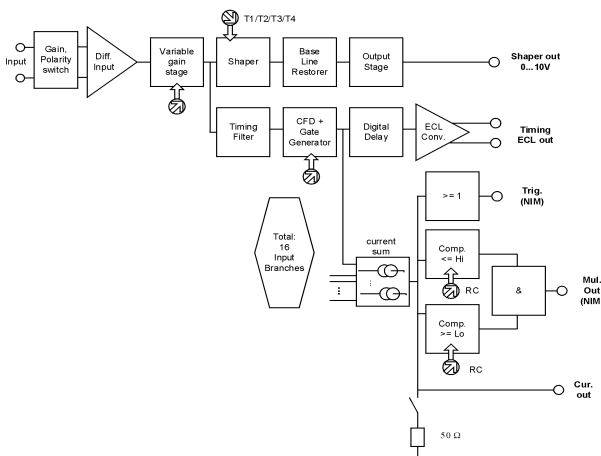 T1/T2/T3/T4
Input
Gain,
Polarity
switch
Diff.
Input
Variable
gain
stage
Shaper
Base
Line
Restorer
Output
Stage
Shaper out
0...10V
Timing
Filter
CFD +
Gate
Generator
Digital
Delay
ECL
Conv.
Timing
ECL out
>= 1
Trig.
(NIM)
Total:
16
Input
Branches
current
sum
Comp.
<= Hi
RC
&
Mul.
Out
(NIM
Comp.
>= Lo
RC
Cur.
out
50 Ω